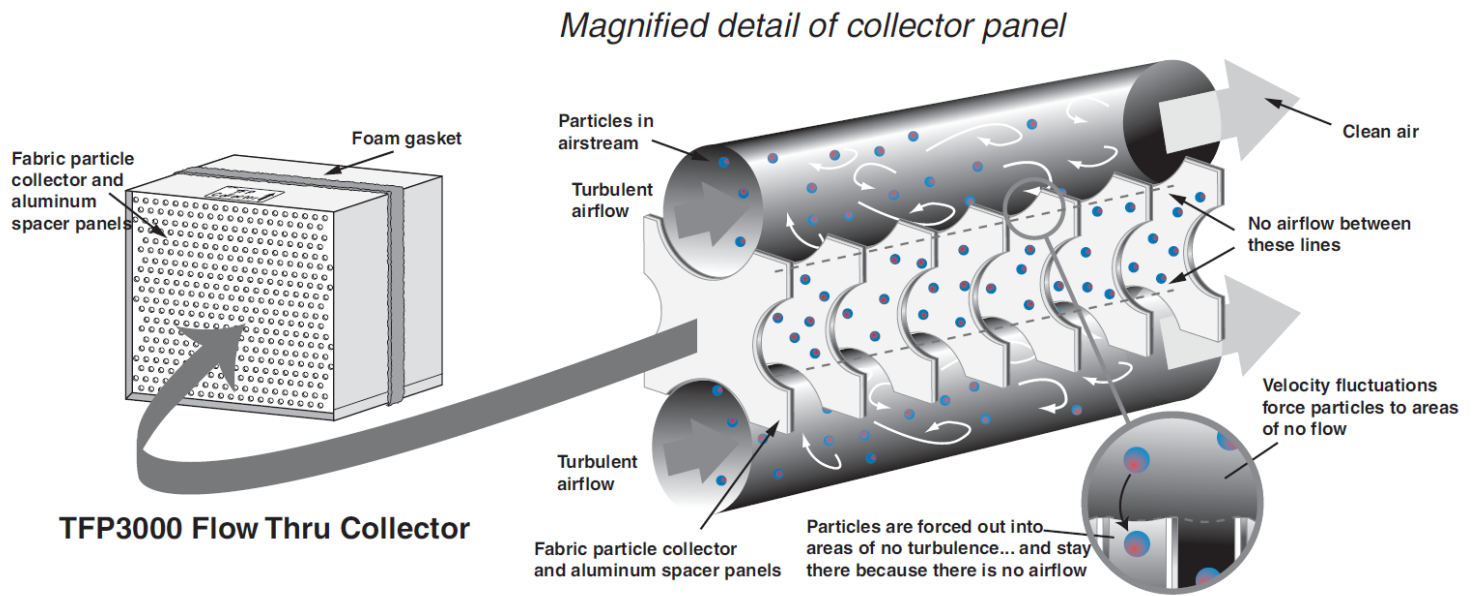 Magnified detail of collector panel
Particles in
airstream
Foam gasket
Clean air
Fabric particle
collector and
aluminum
spacer panels
Turbulent
airflow
No airflow between
these lines
Velocity fluctuations
force particles to areas
of no flow
Turbulent
airflow
TFP3000 Flow Thru Collector
Fabric particle collector
and aluminum spacer panels
Particles are forced out into
areas of no turbulence... and stay
there because there is no airflow